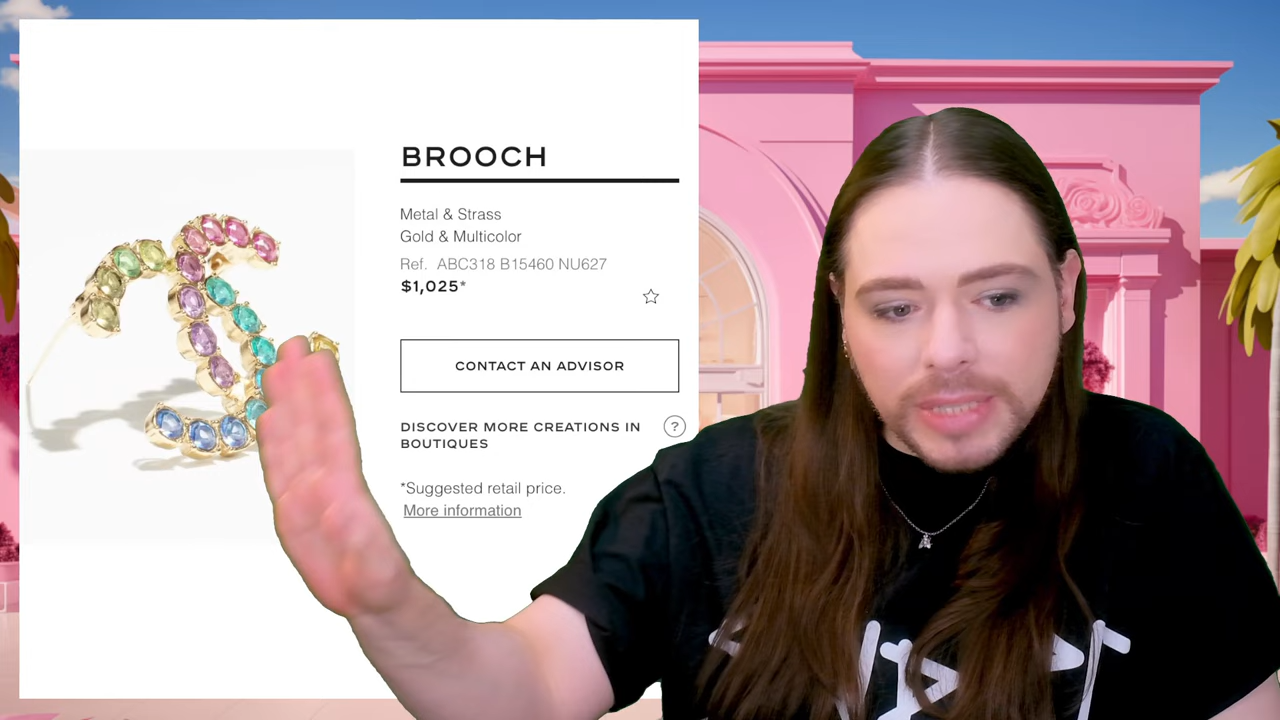 BROOCH
Metal & Strass
Gold & Multicolor
Ref. ABC318 B15460 NU627
$1,025*
CONTACT AN ADVISOR
DISCOVER MORE CREATIONS IN
BOUTIQUES
?
*Suggested retail price.
More information